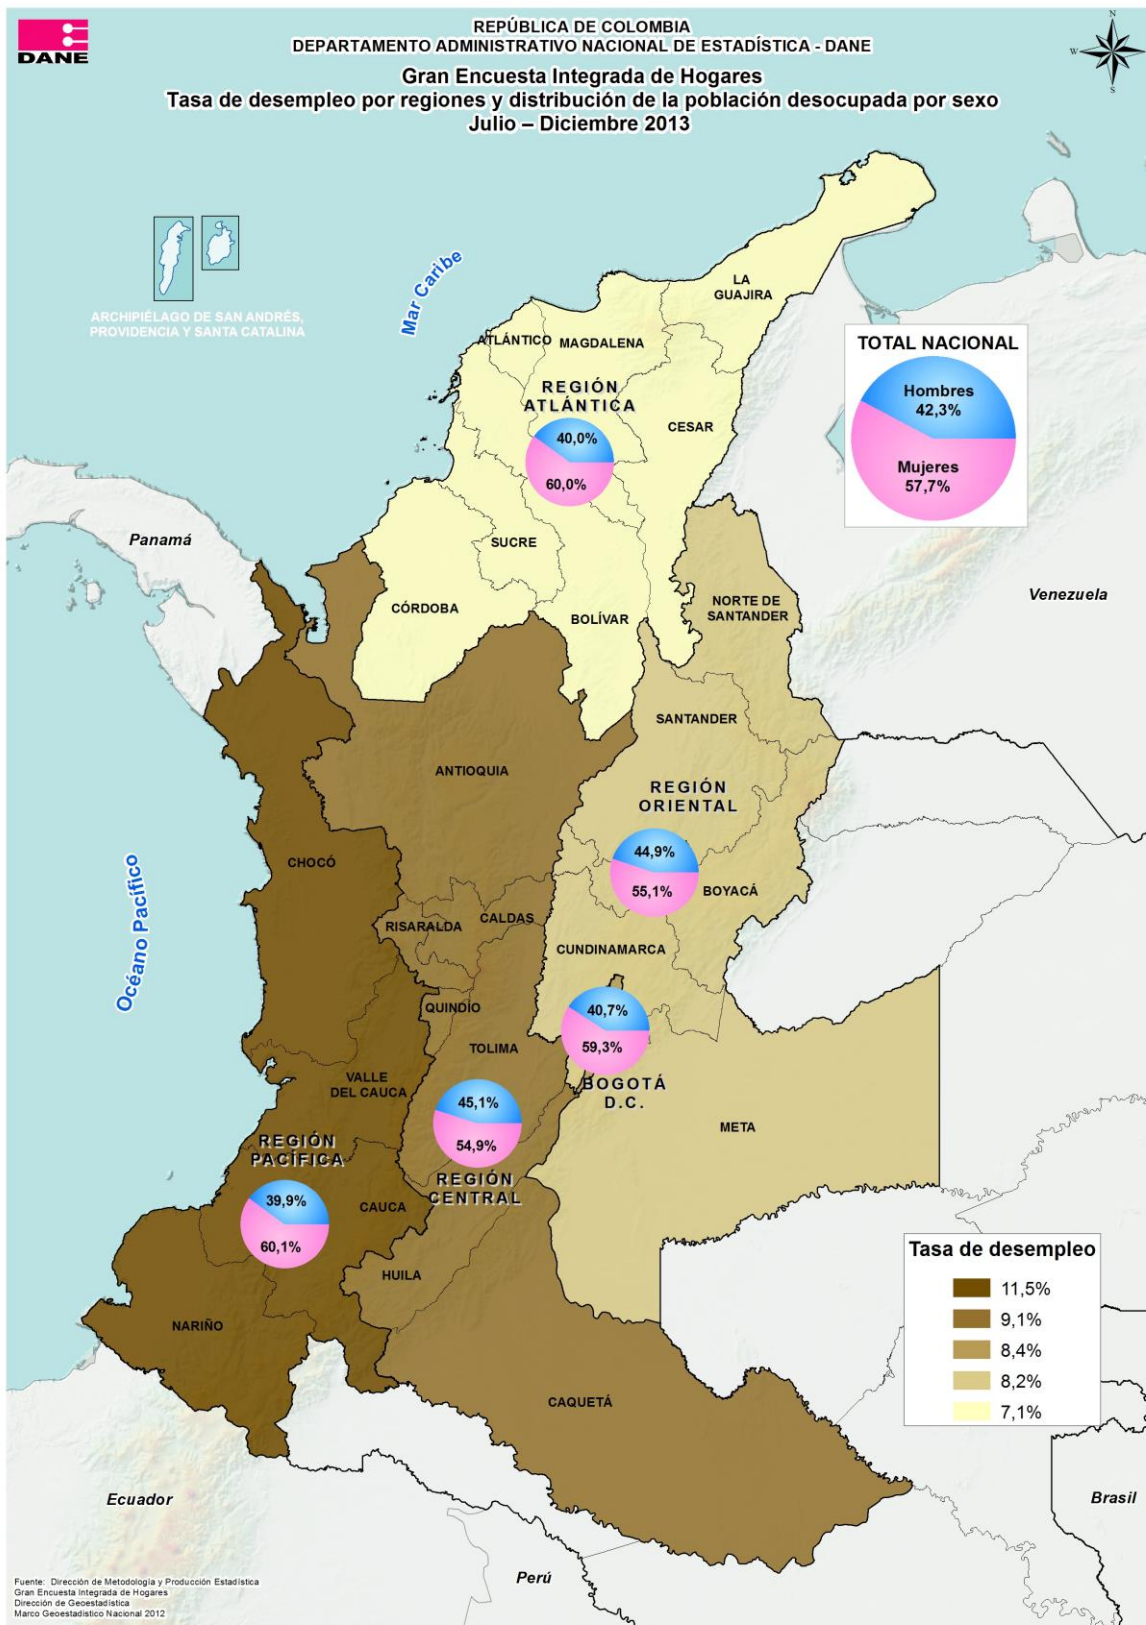 DANE
REPÚBLICA DE COLOMBIA
DEPARTAMENTO ADMINISTRATIVO NACIONAL DE ESTADÍSTICA - DANE
Gran Encuesta Integrada de Hogares
Tasa de desempleo por regiones y distribución de la población desocupada por sexo
Julio – Diciembre 2013
N
W
E
S
ARCHIPIÉLAGO DE SAN ANDRÉS,
PROVIDENCIA Y SANTA CATALINA
Mar Caribe
LA
GUAJIRA
ATLÁNTICO
MAGDALENA
REGIÓN
ATLÁNTICA
CESAR
40,0%
60,0%
TOTAL NACIONAL
Hombres
42,3%
Mujeres
57,7%
Panamá
SUCRE
CÓRDOBA
BOLÍVAR
NORTE DE
SANTANDER
Venezuela
SANTANDER
ANTIOQUIA
REGIÓN
ORIENTAL
44,9%
55,1%
BOYACÁ
CHOCÓ
Océano Pacífico
RISARALDA
CALDAS
CUNDINAMARCA
QUINDIO
TOLIMA
40,7%
59,3%
BOGOTÁ
D.C.
VALLE
DEL CAUCA
45,1%
54,9%
REGIÓN
CENTRAL
META
REGIÓN
PACÍFICA
39,9%
60,1%
CAUCA
HUILA
NARIÑO
CAQUETÁ
Tasa de desempleo
11,5%
9,1%
8,4%
8,2%
7,1%
Ecuador
Brasil
Perú
Fuente: Dirección de Metodología y Producción Estadística
Gran Encuesta Integrada de Hogares
Dirección de Geoestadística
Marco Geoestadístico Nacional 2012